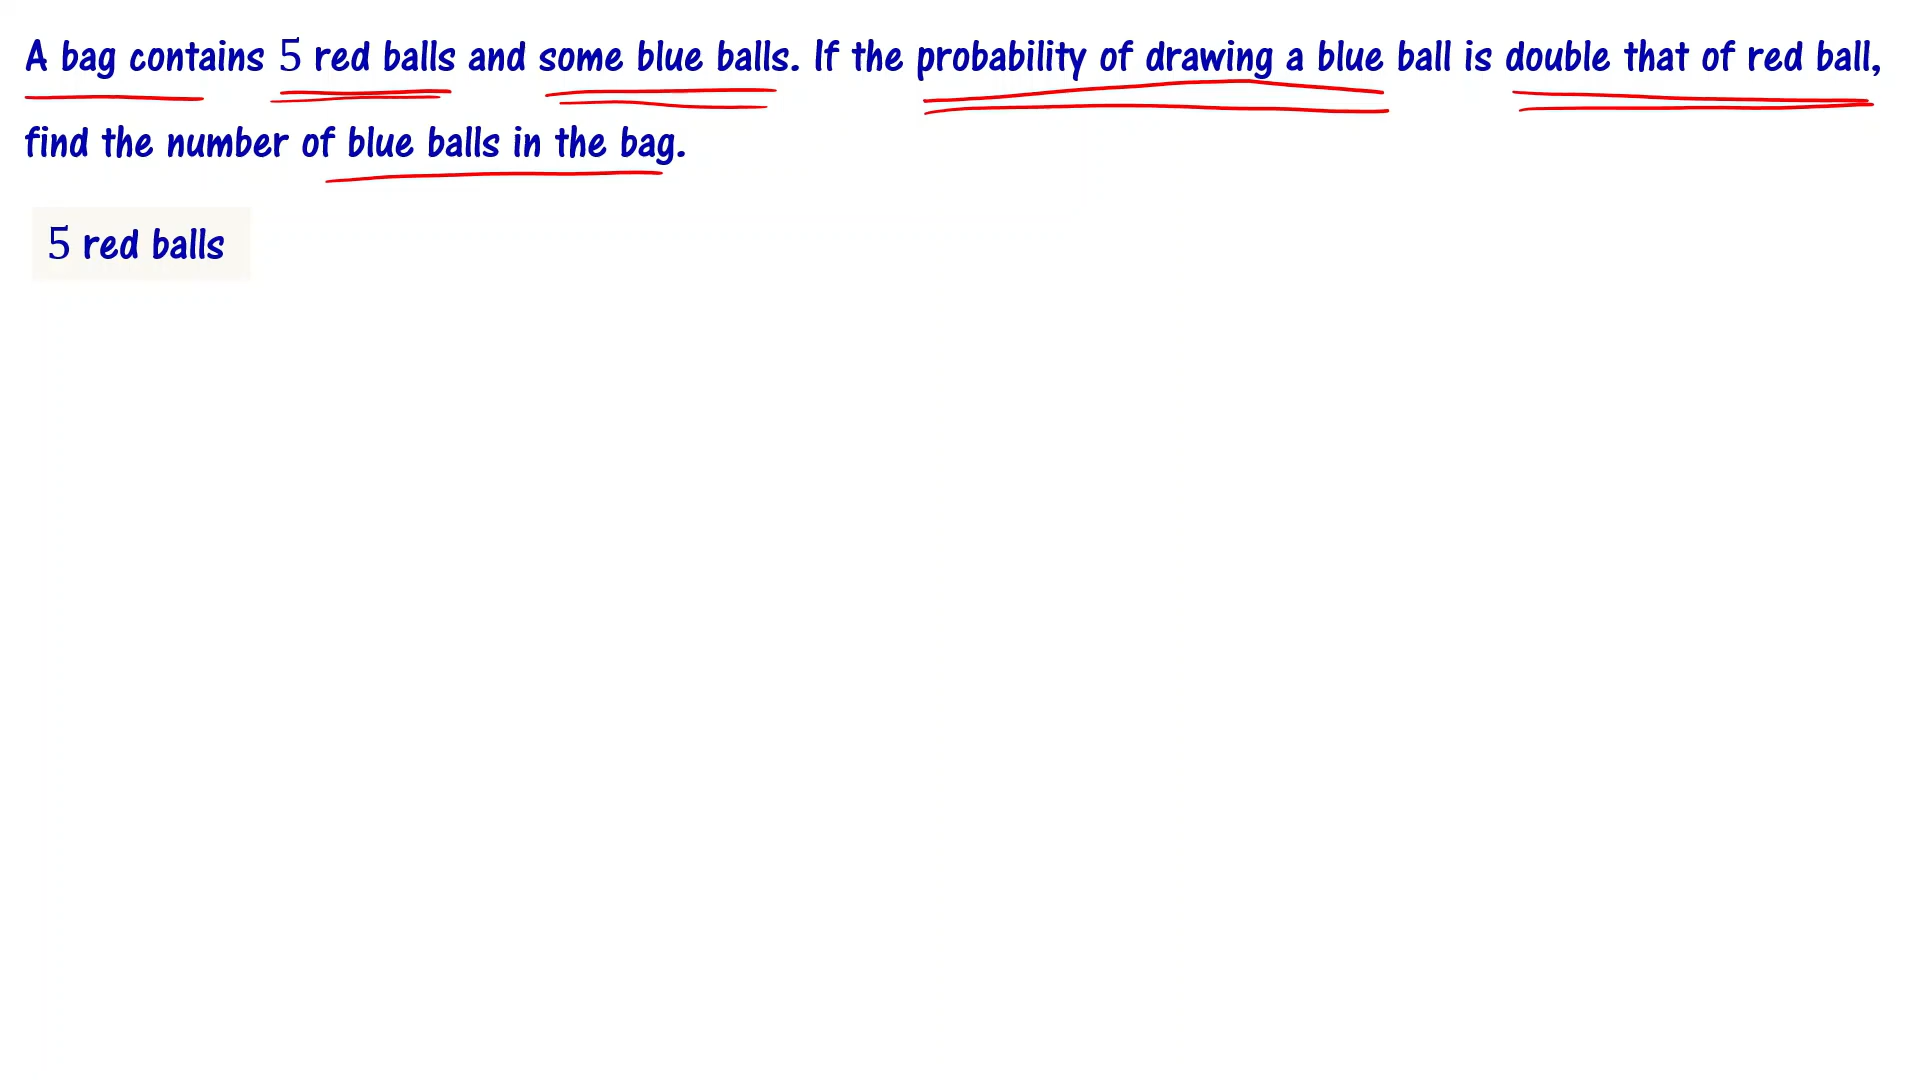 A bag contains 5 red balls and some blue balls. If the probability of drawing a blue ball is double that of red ball,
find the number of blue balls in the bag.
5 red balls